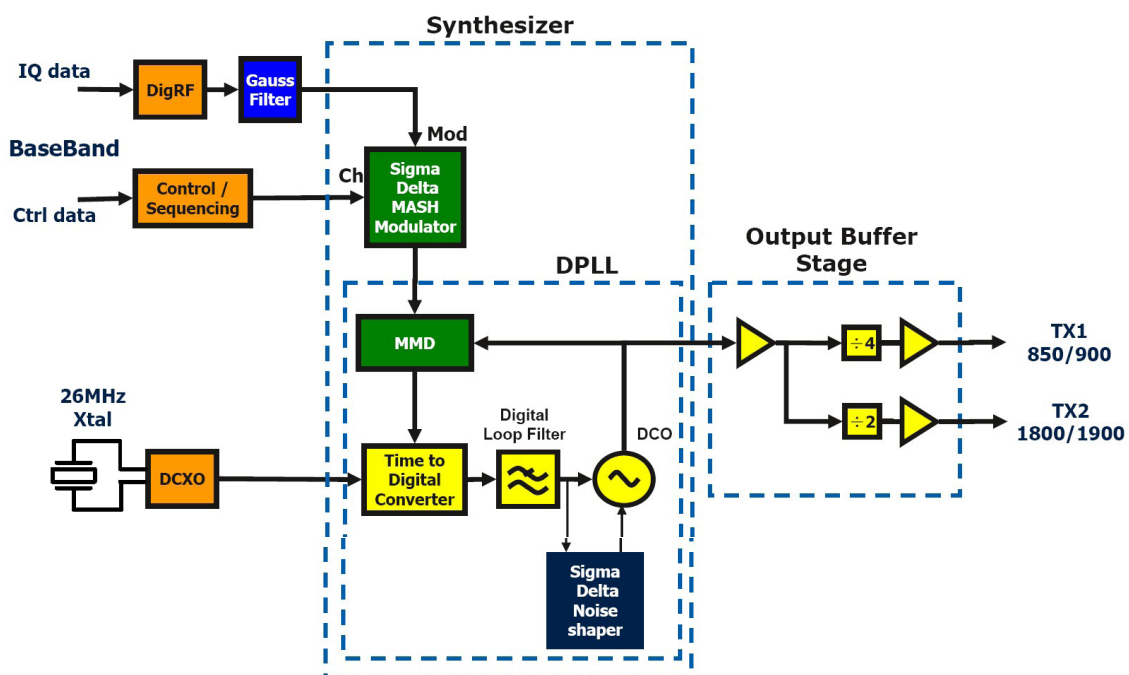 Synthesizer
IQ data
DigRF
Gauss
Filter
Mod
BaseBand
Ch
Sigma
Delta
MASH
Modulator
Control /
Sequencing
Ctrl data
Output Buffer
Stage
DPLL
MMD
÷4
TX1
850/900
26MHz
Xtal
Digital
Loop Filter
DCO
÷2
TX2
1800/1900
DCXO
Time to
Digital
Converter
Sigma
Delta
Noise
shaper